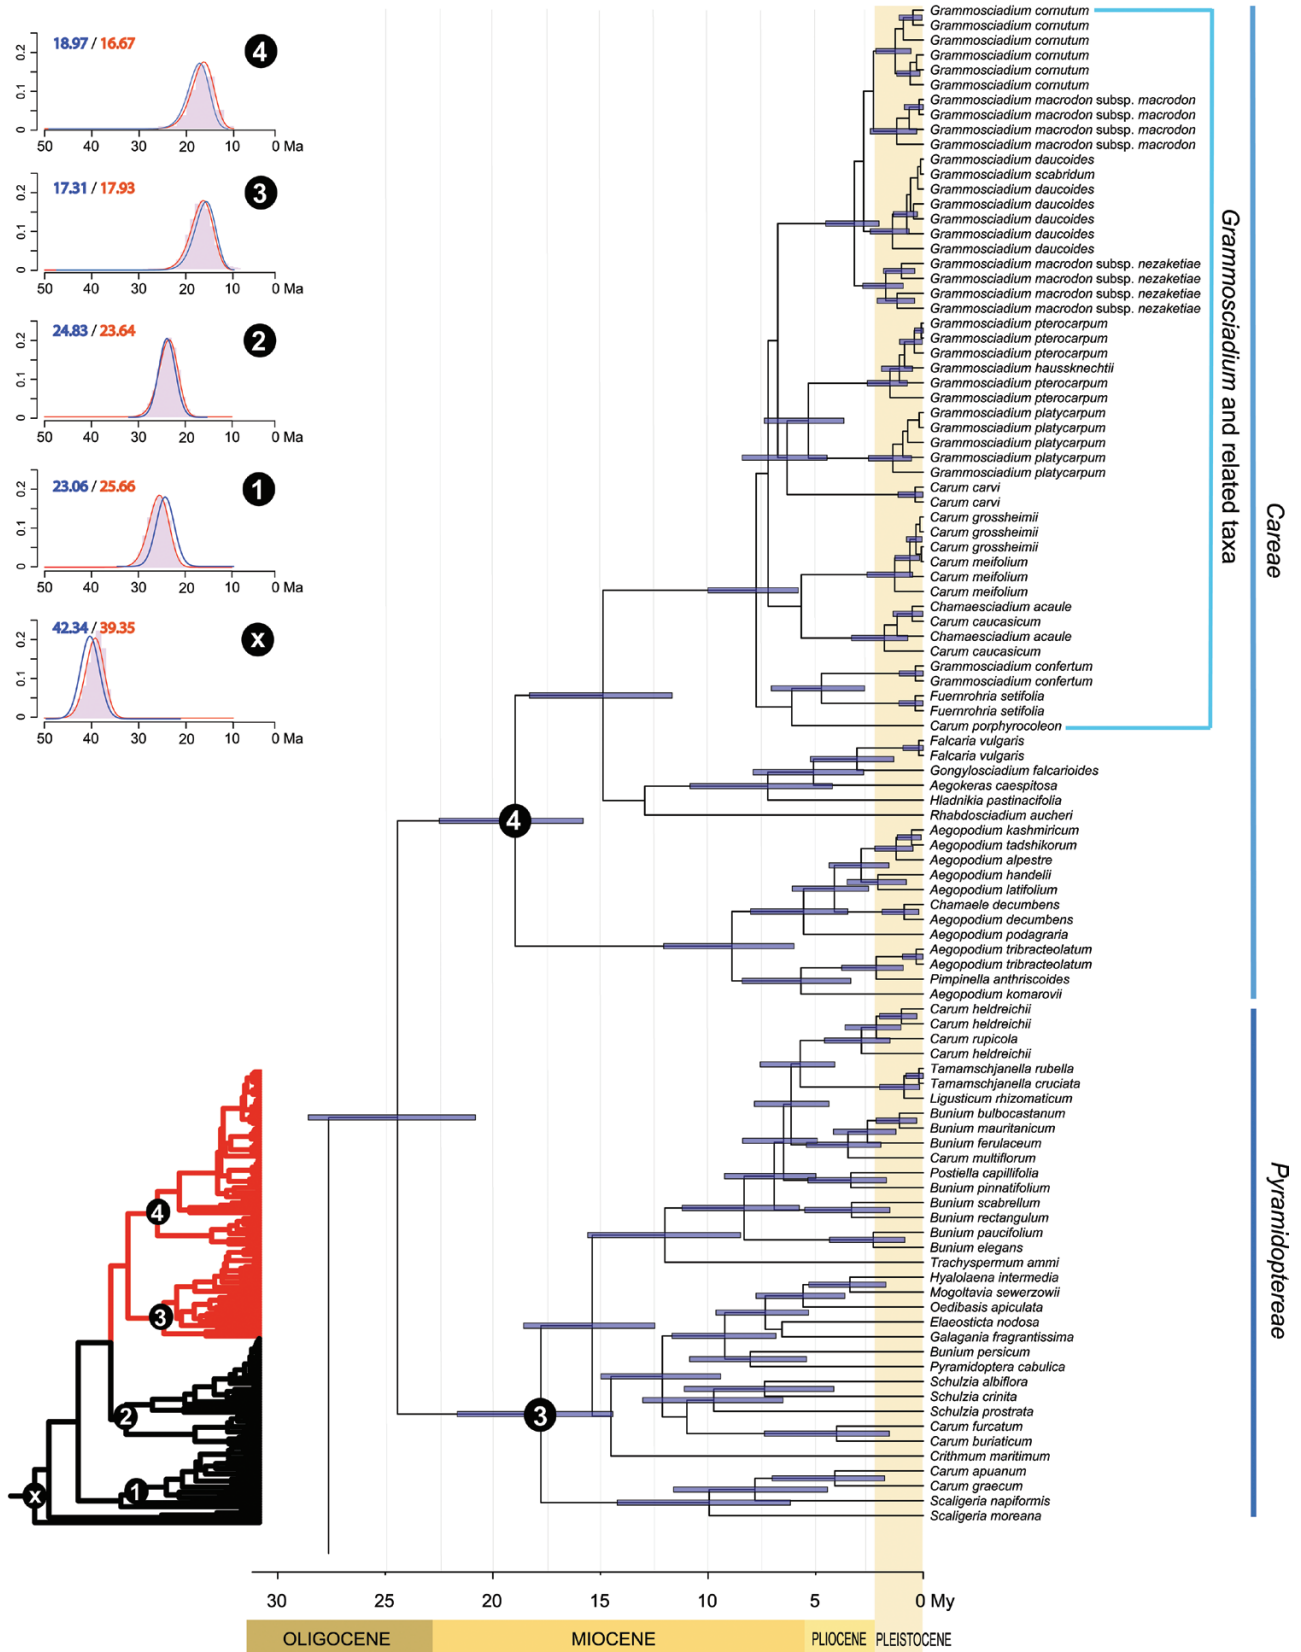 18.97 / 16.67
4
0.2
0.1
0
50 40 30 20 10 0 Ma
17.31 / 17.93
3
0.2
0.1
0
50 40 30 20 10 0 Ma
24.83 / 23.64
2
0.2
0.1
0
50 40 30 20 10 0 Ma
23.06 / 25.66
1
0.2
0.1
0
50 40 30 20 10 0 Ma
42.34 / 39.35
x
0.2
0.1
0
50 40 30 20 10 0 Ma
Grammosciadium cornutum
Grammosciadium cornutum
Grammosciadium cornutum
Grammosciadium cornutum
Grammosciadium cornutum
Grammosciadium cornutum
Grammosciadium macrodon subsp. macrodon
Grammosciadium macrodon subsp. macrodon
Grammosciadium macrodon subsp. macrodon
Grammosciadium macrodon subsp. macrodon
Grammosciadium daucoides
Grammosciadium scabridum
Grammosciadium daucoides
Grammosciadium daucoides
Grammosciadium daucoides
Grammosciadium daucoides
Grammosciadium daucoides
Grammosciadium macrodon subsp. nezaketiae
Grammosciadium macrodon subsp. nezaketiae
Grammosciadium macrodon subsp. nezaketiae
Grammosciadium macrodon subsp. nezaketiae
Grammosciadium pterocarpum
Grammosciadium pterocarpum
Grammosciadium pterocarpum
Grammosciadium haussknechtii
Grammosciadium pterocarpum
Grammosciadium pterocarpum
Grammosciadium platycarpum
Grammosciadium platycarpum
Grammosciadium platycarpum
Grammosciadium platycarpum
Grammosciadium platycarpum
Carum carvi
Carum carvi
Carum grossheimii
Carum grossheimii
Carum grossheimii
Carum meifolium
Carum meifolium
Carum meifolium
Chamaesciadium acaule
Carum caucasicum
Chamaesciadium acaule
Carum caucasicum
Grammosciadium confertum
Grammosciadium confertum
Fuernrohria setifolia
Fuernrohria setifolia
Carum porphyrocoleon
Falcaria vulgaris
Falcaria vulgaris
Gongylosciadium falcarioides
Aegokeras caespitosa
Hladnikia pastinacifolia
Rhabdosciadium aucheri
Aegopodium kashmiricum
Aegopodium tadshikorum
Aegopodium alpestre
Aegopodium handelii
Aegopodium latifolium
Chamaele decumbens
Aegopodium decumbens
Aegopodium podagraria
Aegopodium tribracteolatum
Aegopodium tribracteolatum
Pimpinella anthriscoides
Aegopodium komarovii
Carum heldreichii
Carum heldreichii
Carum rupicola
Carum heldreichii
Tamamschjanella rubella
Tamamschjanella cruciata
Ligusticum rhizomaticum
Bunium bulbocastanum
Bunium mauritanicum
Bunium ferulaceum
Carum multiflorum
Postiella capillifolia
Bunium pinnatifolium
Bunium scabrellum
Bunium rectangulum
Bunium paucifolium
Bunium elegans
Trachyspermum ammi
Hyalolaena intermedia
Mogoltavia sewerzowii
Oedibasis apiculata
Elaeosticta nodosa
Galagania fragrantissima
Bunium persicum
Pyramidoptera cabulica
Schulzia albiflora
Schulzia crinita
Schulzia prostrata
Carum furcatum
Carum buriaticum
Crithmum maritimum
Carum apuanum
Carum graecum
Scaligeria napiformis
Scaligeria moreana
Grammosciadium and related taxa
Careae
Pyramidoptereae
4
3
4
3
2
1
x
30 25 20 15 10 5 0 My
OLIGOCENE MIOCENE PLIOCENE PLEISTOCENE